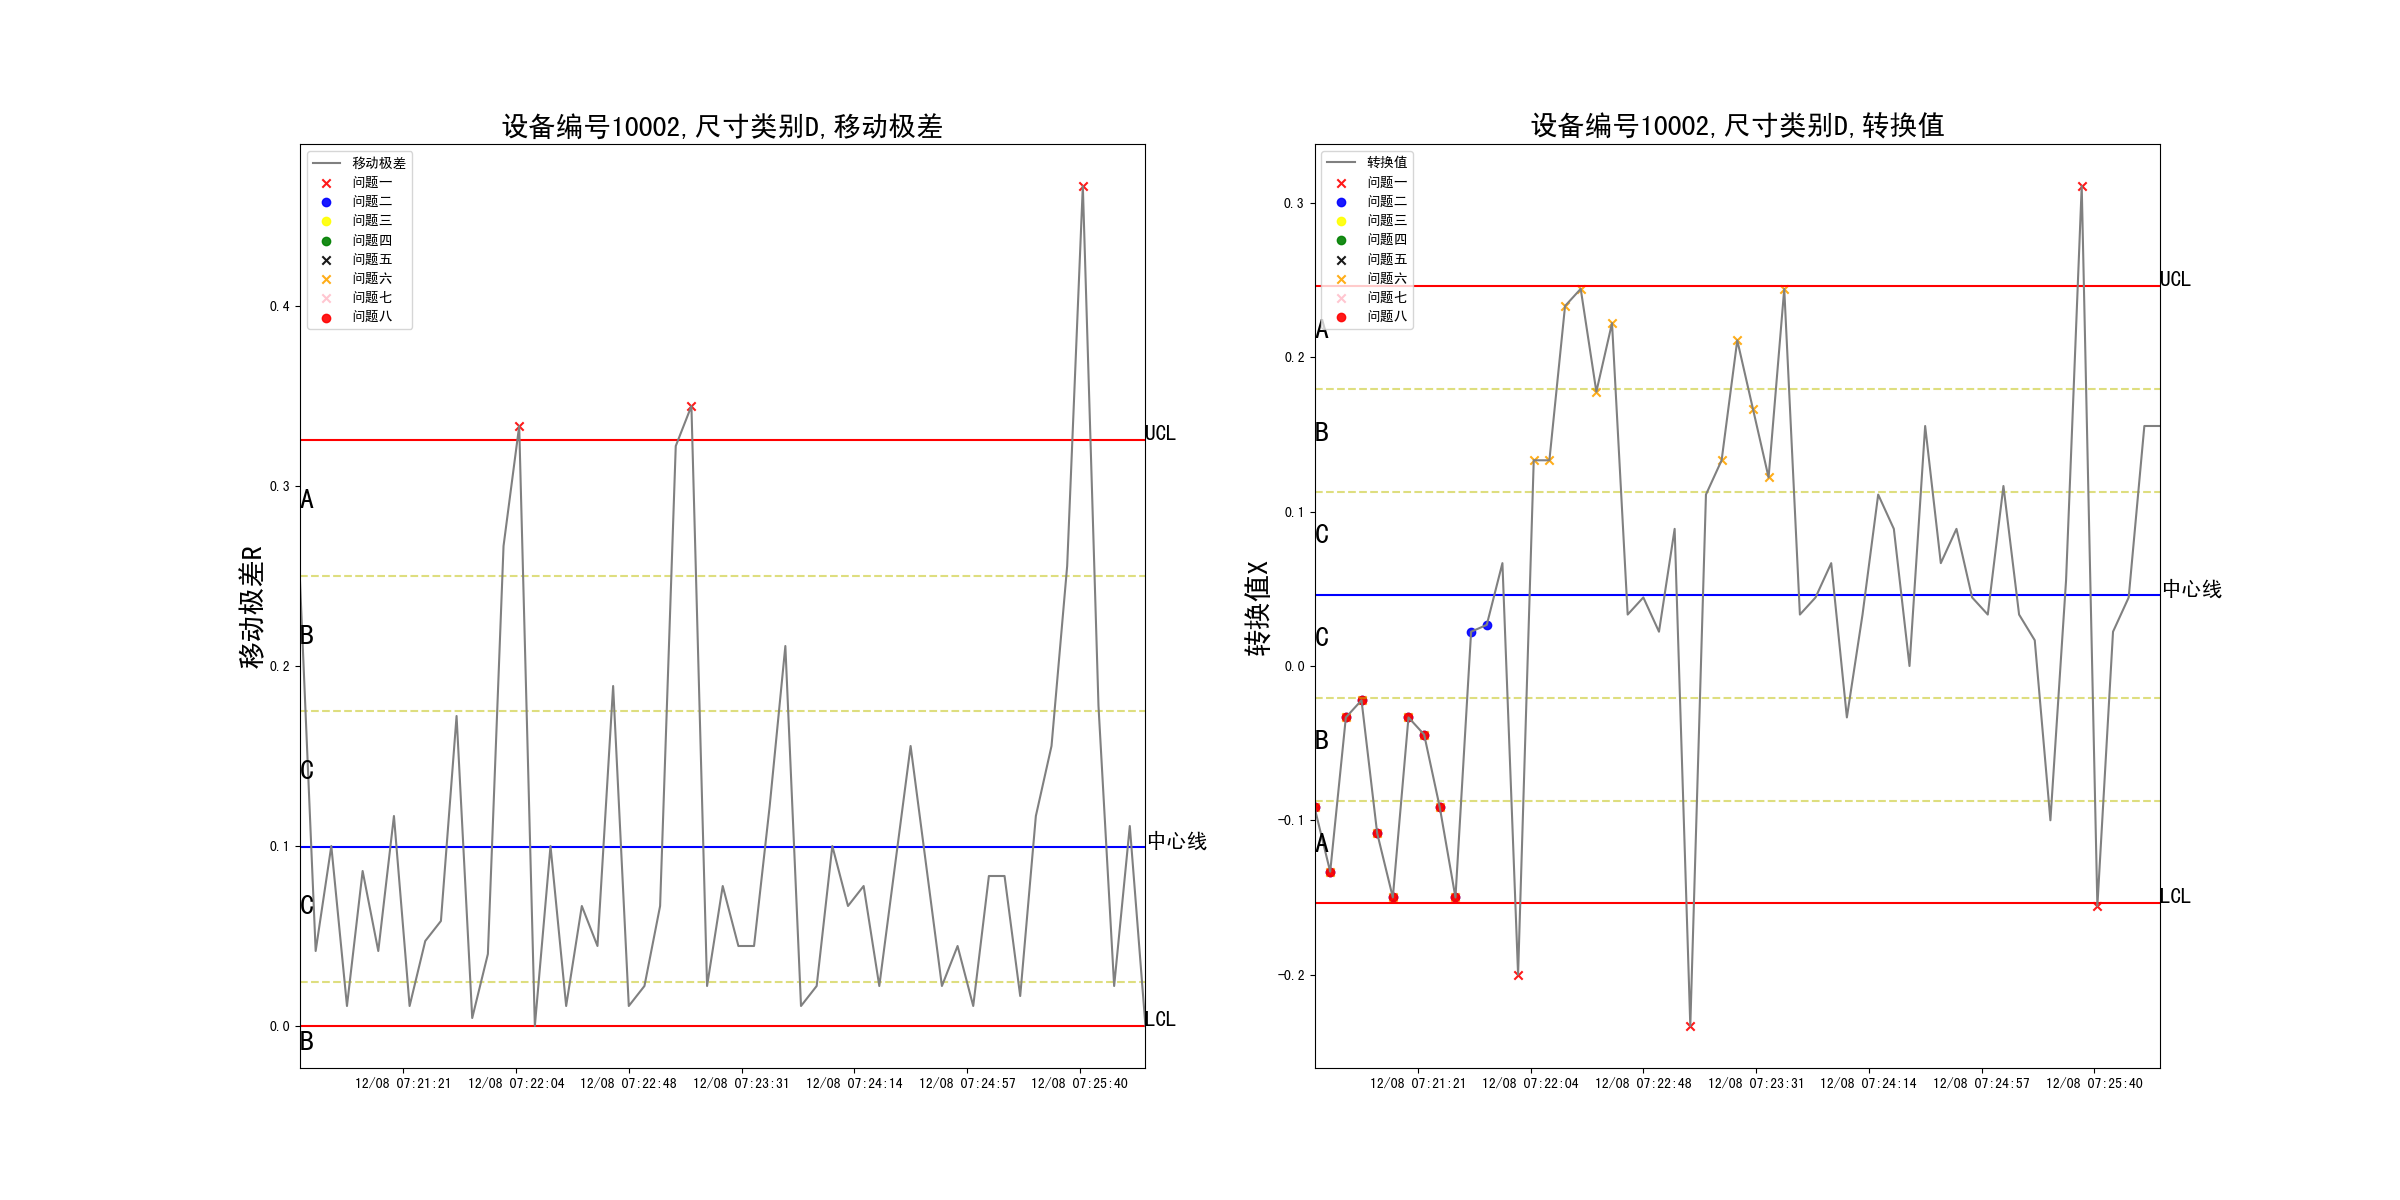 设备编号10002,尺寸类别D,移动极差
移动极差
问题一
问题二
问题三
问题四
问题五
问题六
问题七
问题八
移动极差R
0.4
0.3
0.2
0.1
0.0
A
B
C
C
B
UCL
中心线
LCL
12/08 07:21:21
12/08 07:22:04
12/08 07:22:48
12/08 07:23:31
12/08 07:24:14
12/08 07:24:57
12/08 07:25:40
设备编号10002,尺寸类别D,转换值
转换值
问题一
问题二
问题三
问题四
问题五
问题六
问题七
问题八
转换值X
0.3
0.2
0.1
0.0
-0.1
-0.2
A
B
C
C
B
A
UCL
中心线
LCL
12/08 07:21:21
12/08 07:22:04
12/08 07:22:48
12/08 07:23:31
12/08 07:24:14
12/08 07:24:57
12/08 07:25:40